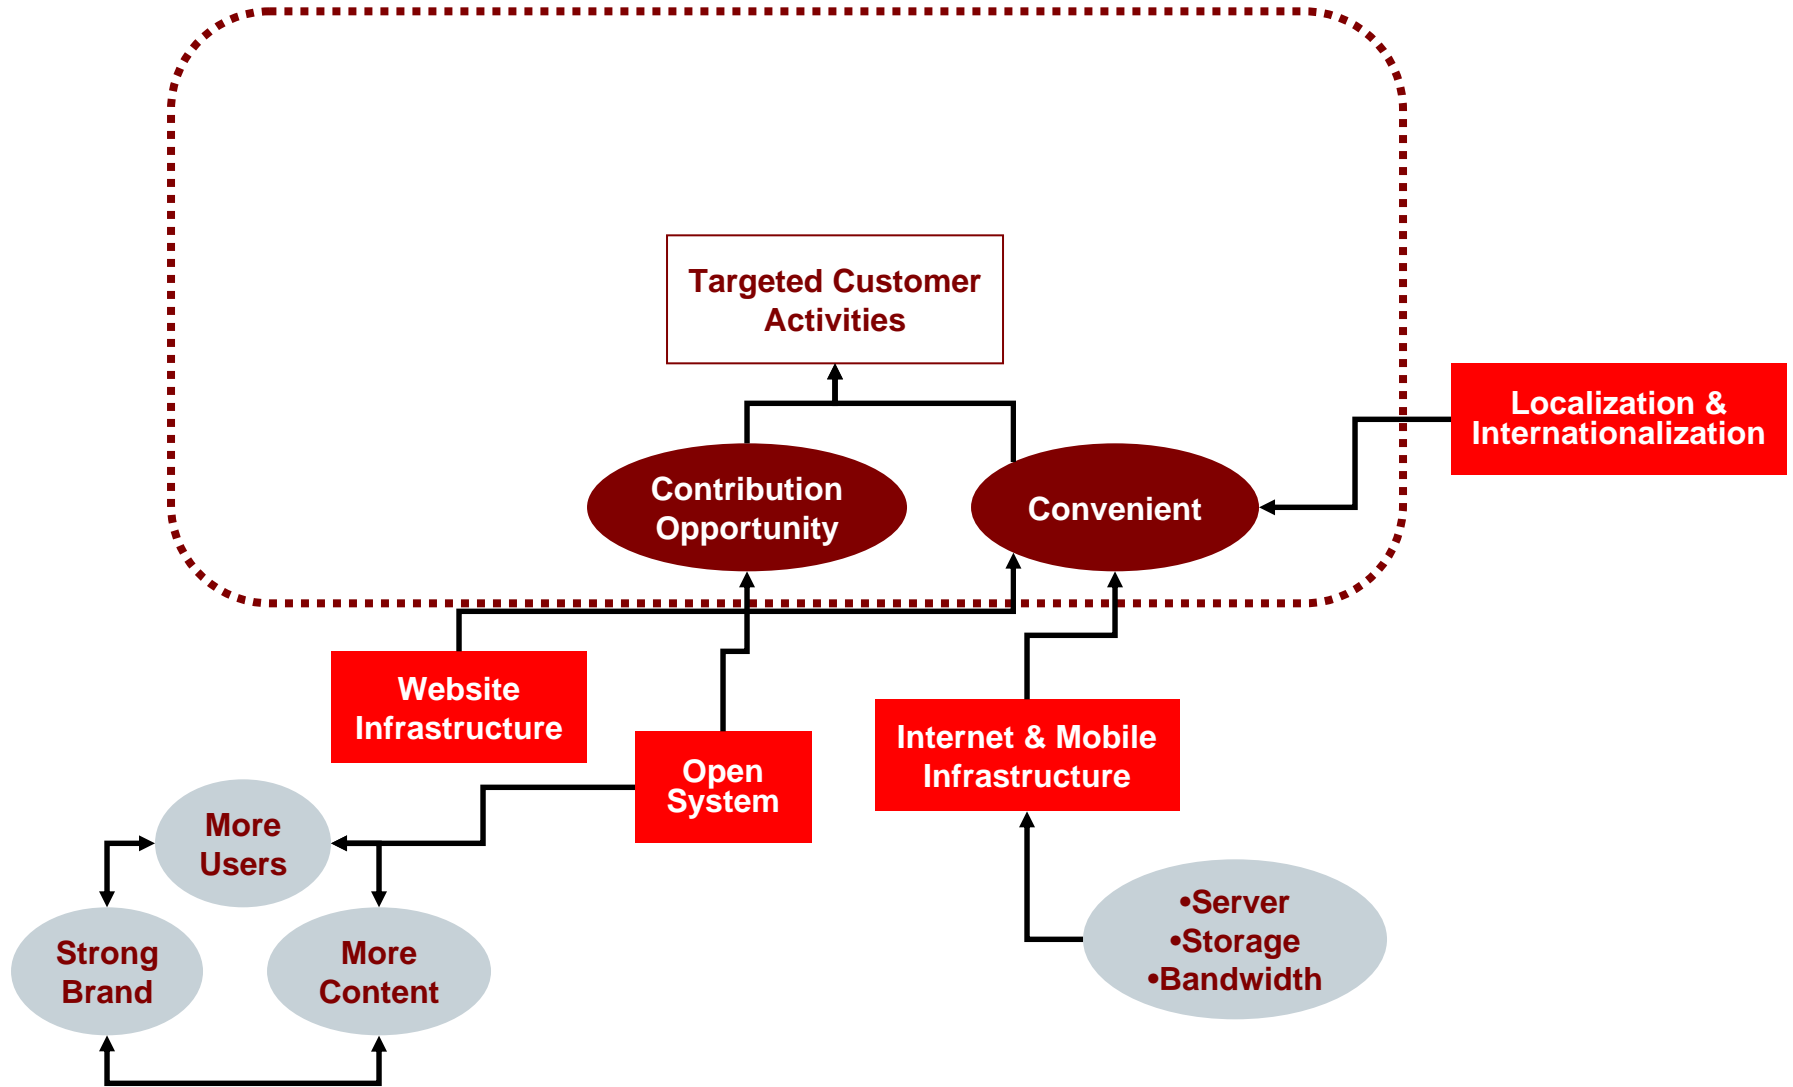 Targeted Customer
Activities
Localization &
Internationalization
Contribution
Opportunity
Convenient
Website
Infrastructure
Internet & Mobile
Infrastructure
Open
System
More
Users
•Server
•Storage
•Bandwidth
Strong
Brand
More
Content